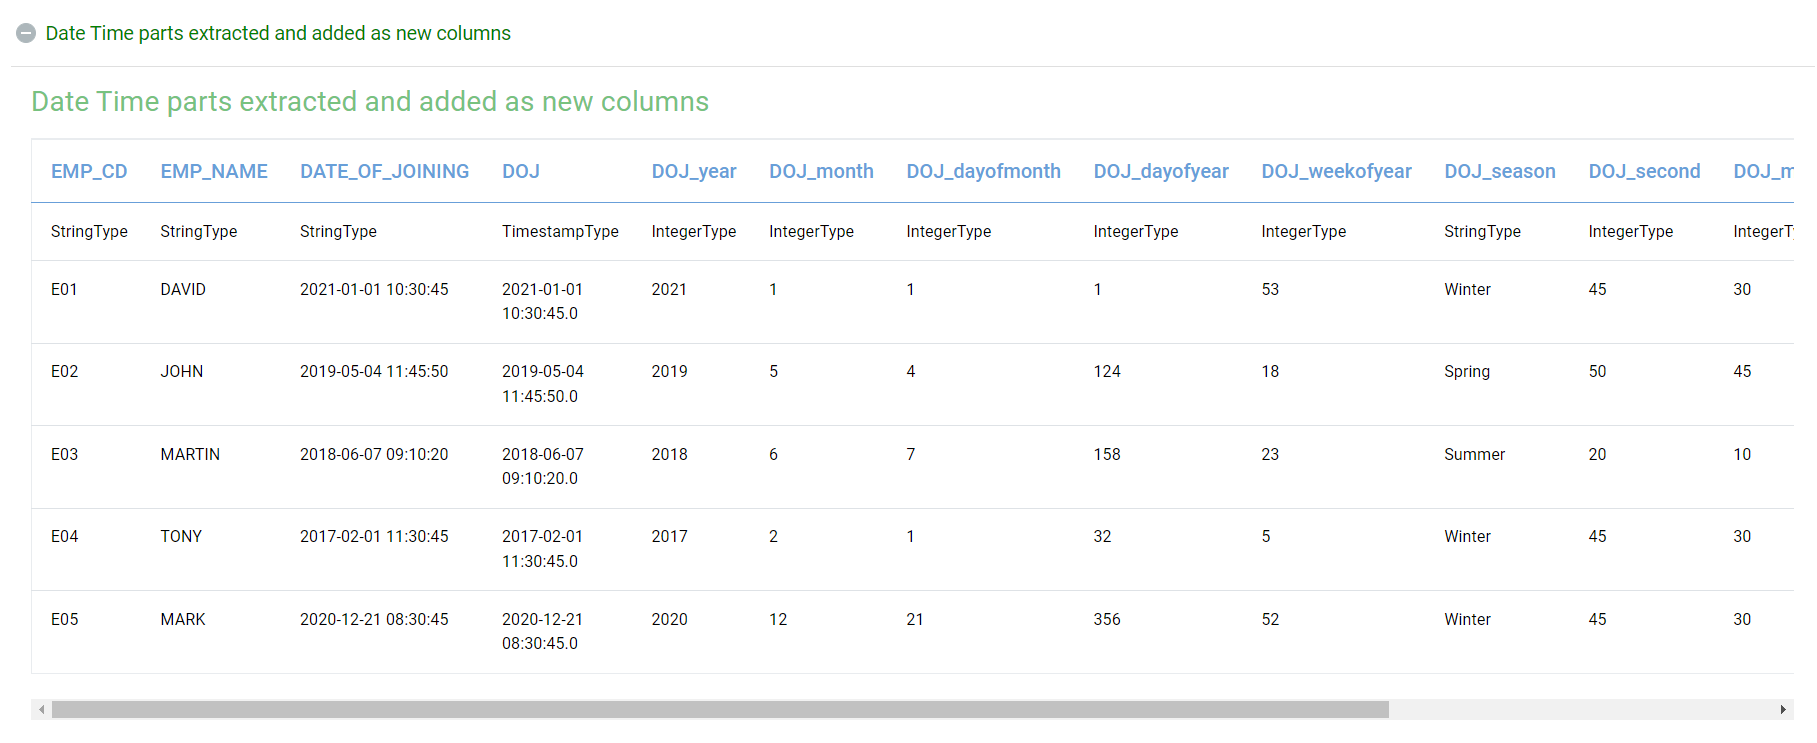 Date Time parts extracted and added as new columns
Date Time parts extracted and added as new columns
EMP_CD EMP_NAME DATE_OF_JOINING DOJ DOJ_year DOJ_month DOJ_dayofmonth DOJ_dayofyear DOJ_weekofyear DOJ_season DOJ_second DOJ_m
StringType StringType StringType TimestampType IntegerType IntegerType IntegerType IntegerType IntegerType StringType IntegerType IntegerTy
E01 DAVID 2021-01-01 10:30:45 2021-01-01 2021 1 1 1 53 Winter 45 30
10:30:45.0
E02 JOHN 2019-05-04 11:45:50 2019-05-04 2019 5 4 124 18 Spring 50 45
11:45:50.0
E03 MARTIN 2018-06-07 09:10:20 2018-06-07 2018 6 7 158 23 Summer 20 10
09:10:20.0
E04 TONY 2017-02-01 11:30:45 2017-02-01 2017 2 1 32 5 Winter 45 30
11:30:45.0
E05 MARK 2020-12-21 08:30:45 2020-12-21 2020 12 21 356 52 Winter 45 30
08:30:45.0